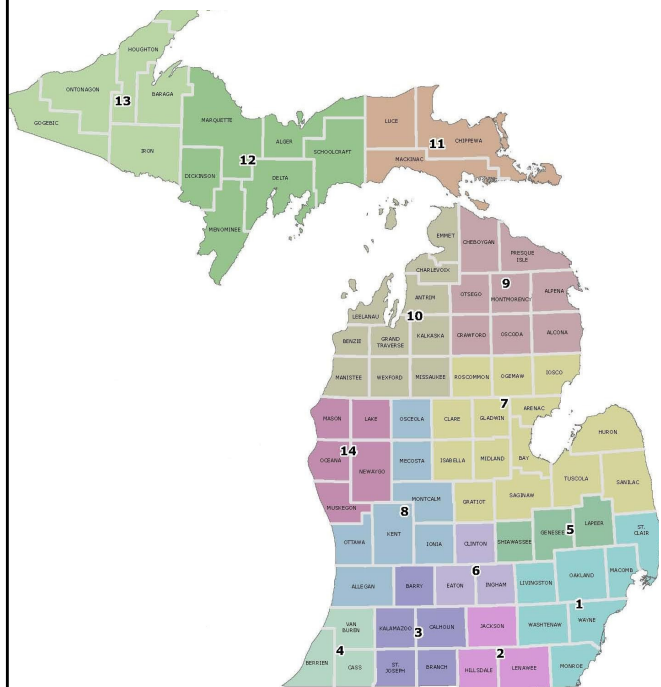 HOUGHTON
ONTONAGON
BARAGA
13
GOGEBIC
IRON
MARQUETTE
ALGER
SCHOOLCRAFT
12
DICKINSON
DELTA
MENOMINEE
LUCE
CHIPPEWA
11
MACKINAC
EMMET
CHEBOYGAN
PRESQUE
ISLE
CHARLEVOIX
9
ANTRIM
OTSEGO
MONTMORENCY
ALPENA
LEELANAU
10
BENZIE
GRAND
TRAVERSE
KALKASKA
CRAWFORD
OSCODA
ALCONA
MANISTEE
WEXFORD
MISSAUKEE
ROSCOMMON
OGEMAW
IOSCO
7
ARENAC
MASON
LAKE
OSCEOLA
CLARE
GLADWIN
HURON
14
OCEANA
NEWAYGO
MECOSTA
ISABELLA
MIDLAND
BAY
TUSCOLA
SANILAC
MONTCALM
GRATIOT
SAGINAW
MUSKEGON
8
5
LAPEER
ST.
CLAIR
OTTAWA
KENT
IONIA
CLINTON
SHIAWASSEE
GENESEE
6
OAKLAND
MACOMB
ALLEGAN
BARRY
EATON
INGHAM
LIVINGSTON
1
VAN
BUREN
KALAMAZOO
3
CALHOUN
JACKSON
WASHTENAW
WAYNE
4
2
BERRIEN
CASS
ST.
JOSEPH
BRANCH
HILLSDALE
LENAWEE
MONROE